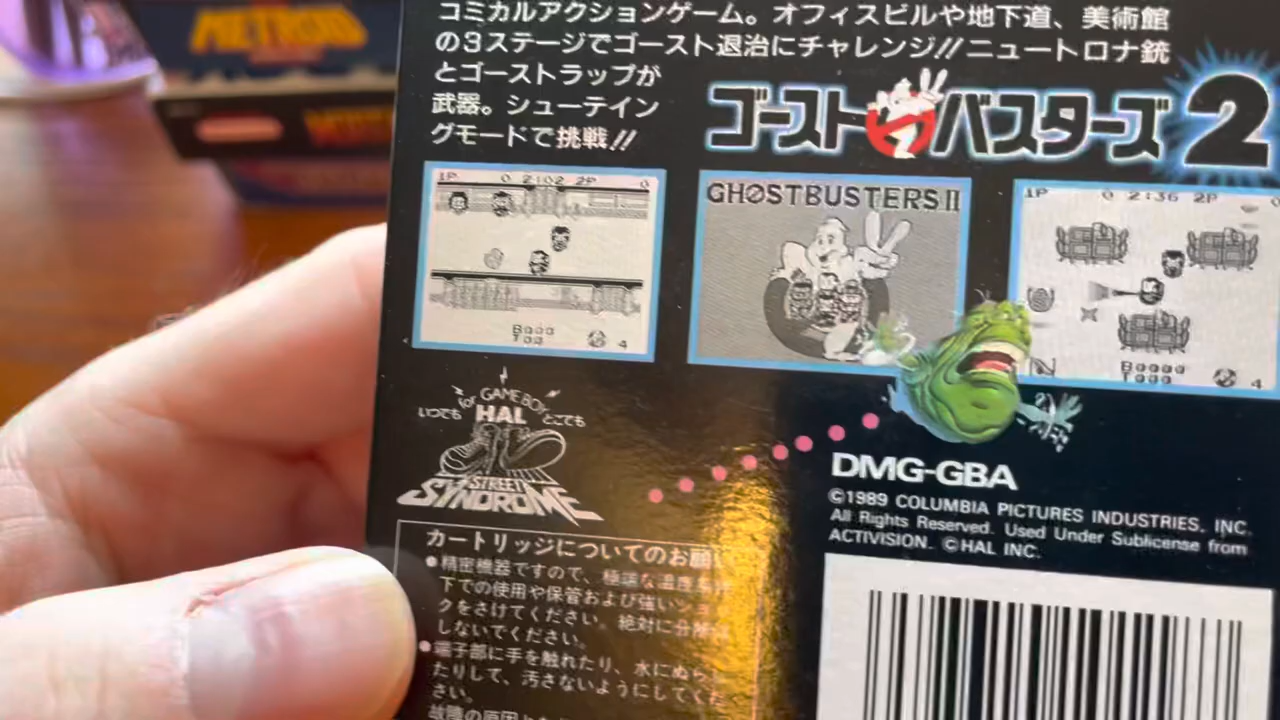 METROID
コミカルアクションゲーム。オフィスビルや地下道、美術館
の3ステージでゴースト退治にチャレンジ!! ニュートロナ銃
とゴーストラップが
武器。シューテイン
グモードで挑戦!!
ゴーストバスターズ2
1P 0 2:02 2P 0
4
GHOSTBUSTERS II
1P 0 2:36 2P 0
4
for GAME BOY
いつでも HAL どこでも
STREET
SYNDROME
DMG-GBA
©1989 COLUMBIA PICTURES INDUSTRIES, INC.
All Rights Reserved. Used Under Sublicense from
ACTIVISION. ©HAL INC.
カートリッジについてのお願
●精密機器ですので、極端な温度条件
下での使用や保管および強いショッ
クをさけてください。絶対に分解
しないでください。
●端子部に手を触れたり、水にぬら
たりして、汚さないようにしてくだ
さい。
故障の原因と